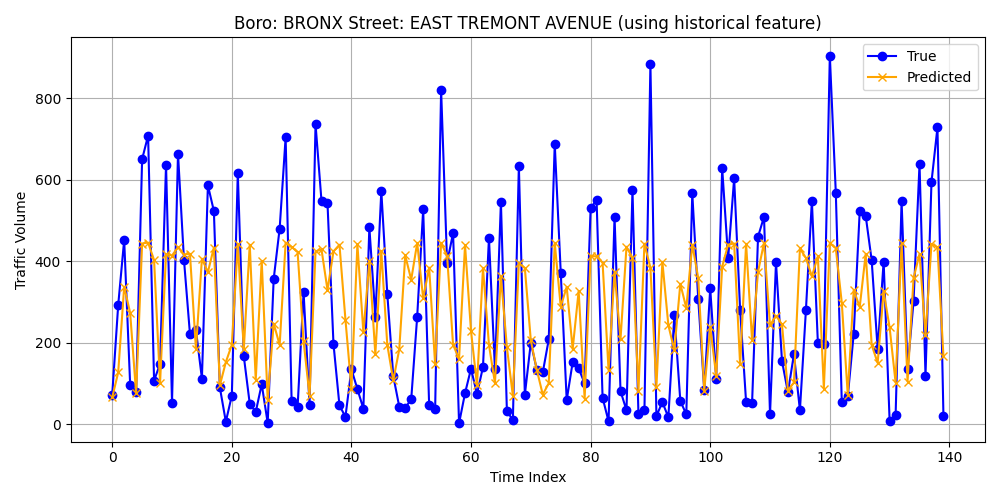 Boro: BRONX Street: EAST TREMONT AVENUE (using historical feature)
True
Predicted
Traffic Volume
800
600
400
200
0
0 20 40 60 80 100 120 140
Time Index